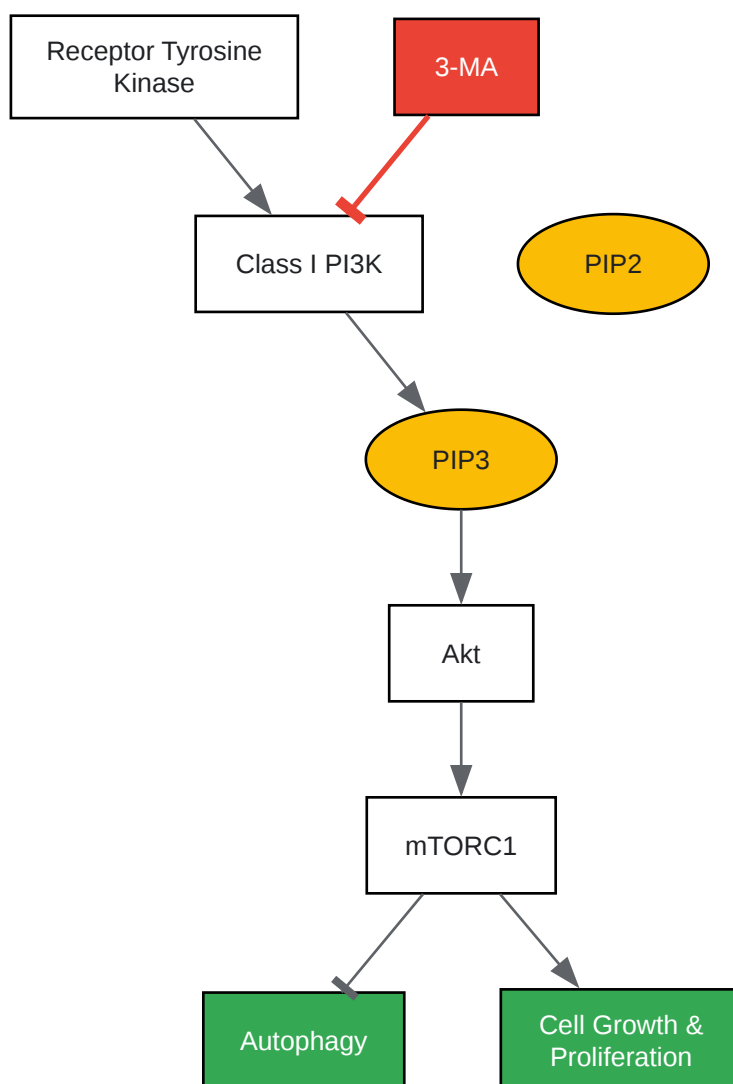 Receptor Tyrosine
Kinase
3-MA
Class I PI3K
PIP2
PIP3
Akt
mTORC1
Autophagy
Cell Growth &
Proliferation